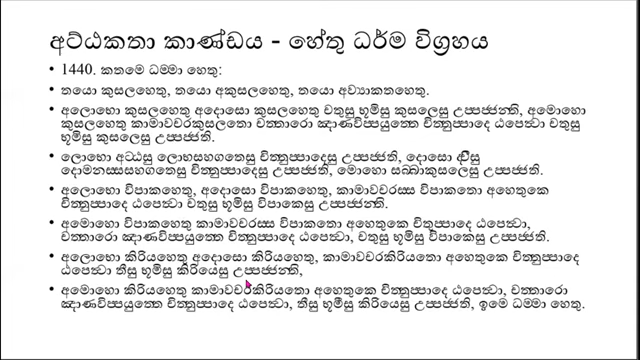 අට්ඨකතා කාණ්ඩය - හේතු ධර්ම විග්‍රහය
• 1440. කතමෙ ධම්මා හෙතු:
• තයො කුසලහෙතු, තයො අකුසලහෙතු, තයො අව්‍යාකතහෙතු.
• අලොභො කුසලහෙතු අදොසො කුසලහෙතු චතූසු භූමිසු කුසලෙසු උප්පජ්ජන්ති, අමොහො
කුසලහෙතු කාමාවචරකුසලතො චත්තාරො ඤාණවිප්පයුත්තෙ චිත්තුප්පාදෙ ඨපෙත්‍වා චතූසු
භූමිසු කුසලෙසු උප්පජ්ජති.
• ලොභො අට්ඨසු ලොභසහගතෙසු චිත්තුප්පාදෙසු උප්පජ්ජති, දොසො ද්වීසු
දොමනස්සසහගතෙසු චිත්තුප්පාදෙසු උප්පජ්ජති, මොහො සබ්බාකුසලෙසු උප්පජ්ජති.
• අලොභො විපාකහෙතු, අදොසො විපාකහෙතු, කාමාවචරස්ස විපාකතො අහෙතුකෙ
චිත්තුප්පාදෙ ඨපෙත්‍වා චතූසු භූමිසු විපාකෙසු උප්පජ්ජන්ති.
• අමොහො විපාකහෙතු කාමාවචරස්ස විපාකතො අහෙතුකෙ චිතුප්පාදෙ ඨපෙත්‍වා,
චත්තාරො ඤාණවිප්පයුත්තෙ චිත්තුප්පාදෙ ඨපෙත්‍වා, චතූසු භූමිසු විපාකෙසු උප්පජ්ජති.
• අලොභො කිරියහෙතු අදොසො කිරියහෙතු, කාමාවචරකිරියතො අහෙතුකෙ චිත්තුප්පාදෙ
ඨපෙත්‍වා තීසු භූමිසු කිරියෙසු උප්පජ්ජන්ති,
• අමොහො කිරියහෙතු කාමාවචරකිරියතො අහෙතුකෙ චිත්තුප්පාදෙ ඨපෙත්‍වා, චත්තාරො
ඤාණවිප්පයුත්තෙ චිත්තුප්පාදෙ ඨපෙත්‍වා, තීසු භූමීසු කිරියෙසු උප්පජ්ජති, ඉමෙ ධම්මා හෙතු.